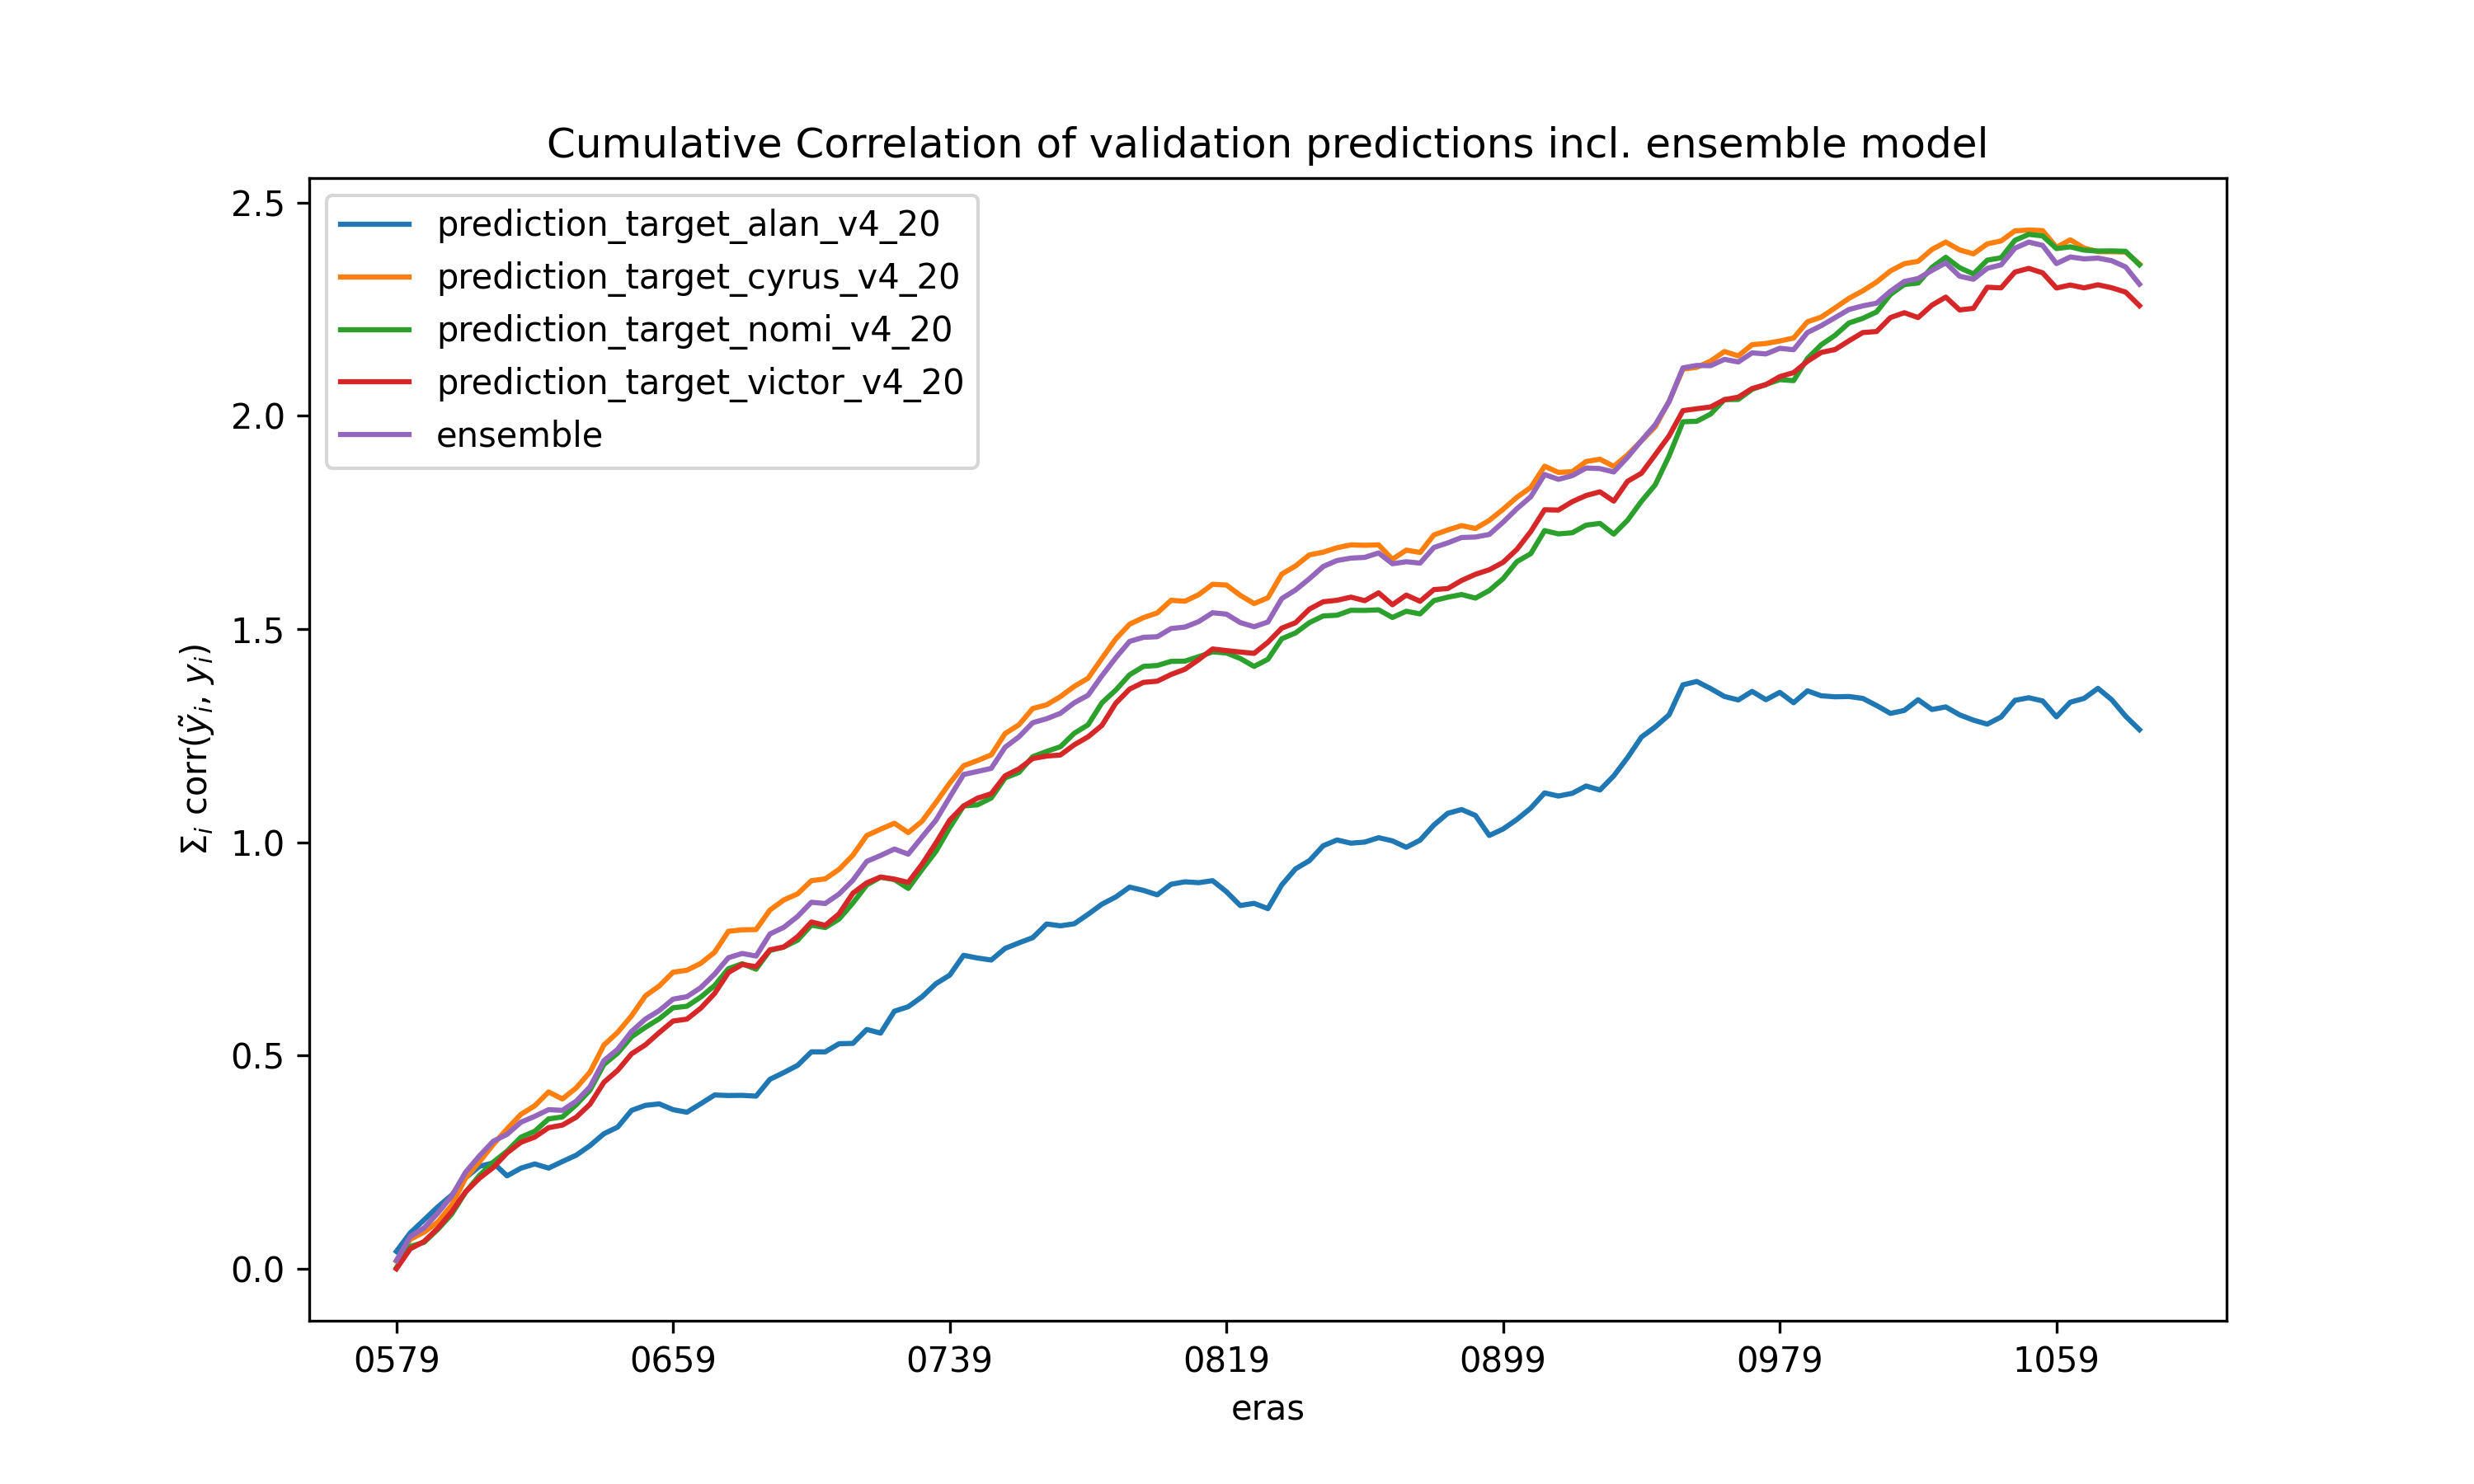 Cumulative Correlation of validation predictions incl. ensemble model
prediction_target_alan_v4_20
prediction_target_cyrus_v4_20
prediction_target_nomi_v4_20
prediction_target_victor_v4_20
ensemble
2.5
2.0
1.5
1.0
0.5
0.0
Σᵢ corr(ỹᵢ, yᵢ)
0579 0659 0739 0819 0899 0979 1059
eras